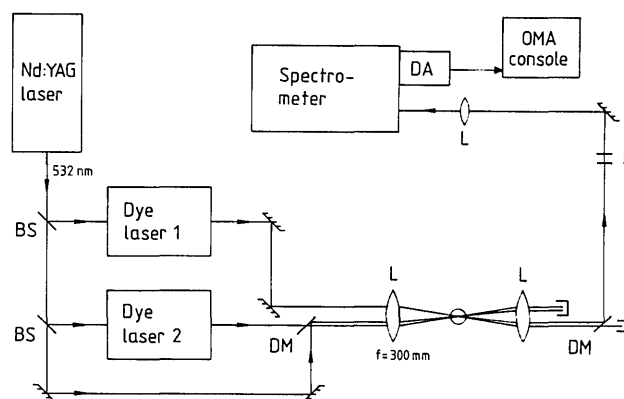 Nd:YAG
laser
532 nm
BS
Dye
laser 1
BS
Dye
laser 2
DM
Spectro-
meter
DA
OMA
console
L
L
L
f=300 mm
DM